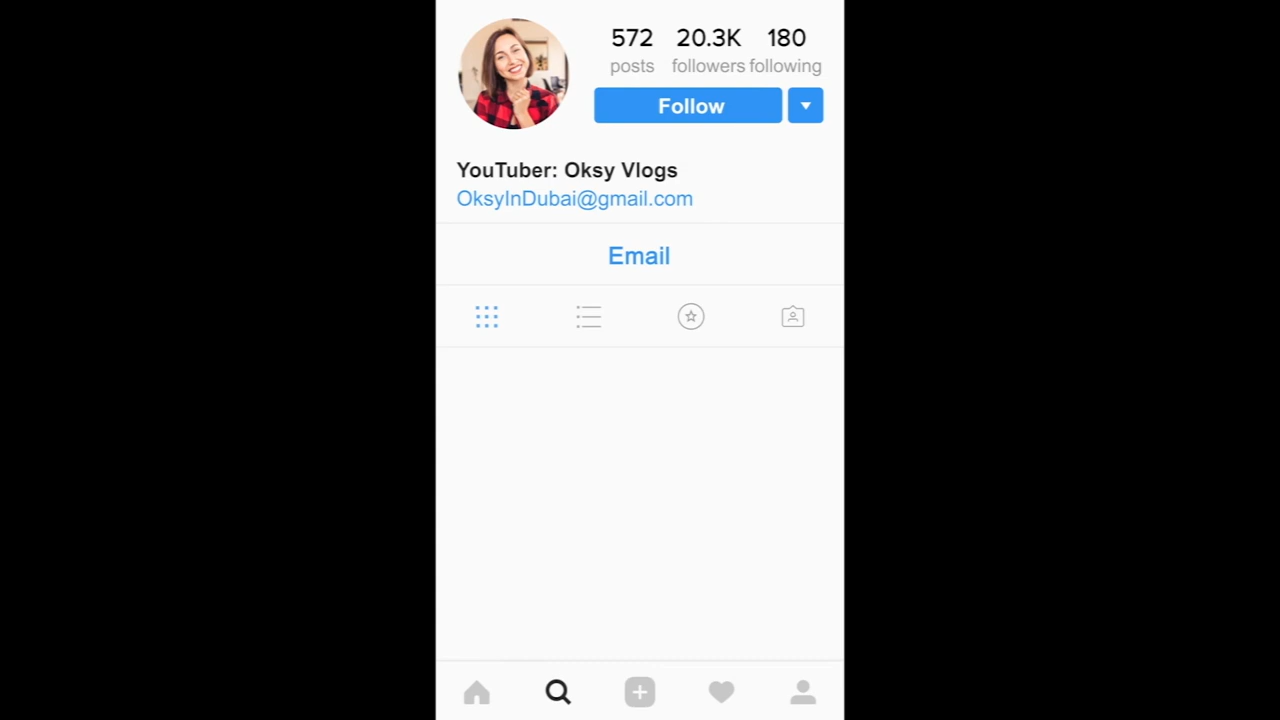 572 20.3K 180
posts followers following
Follow
YouTuber: Oksy Vlogs
OksyInDubai@gmail.com
Email